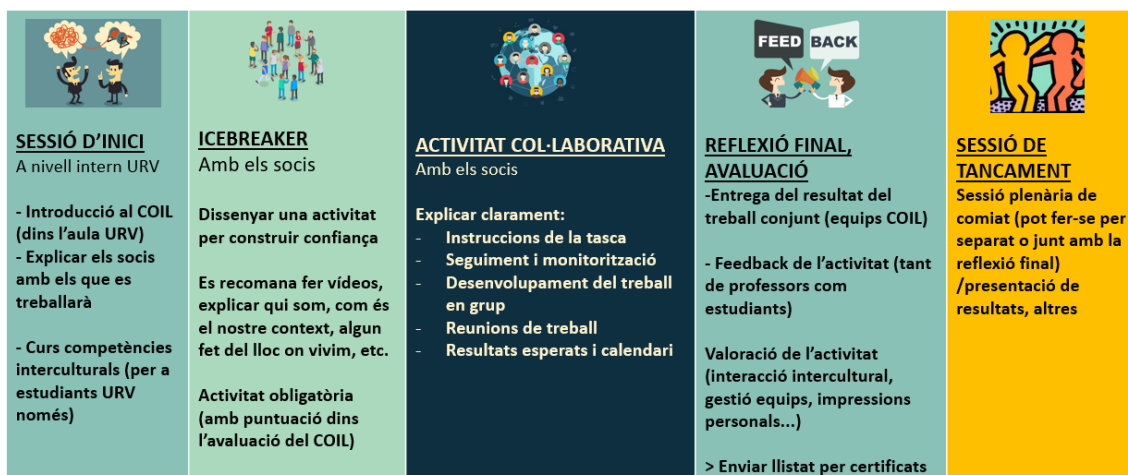 SESSIÓ D'INICI
A nivell intern URV
- Introducció al COIL
(dins l'aula URV)
- Explicar els socis
amb els que es
treballarà
- Curs competències
interculturals (per a
estudiants URV
només)
ICEBREAKER
Amb els socis
Dissenyar una activitat
per construir confiança
Es recomana fer vídeos,
explicar qui som, com és
el nostre context, algun
fet del lloc on vivim, etc.
Activitat obligatòria
(amb puntuació dins
l'avaluació del COIL)
ACTIVITAT COL·LABORATIVA
Amb els socis
Explicar clarament:
- Instruccions de la tasca
- Seguiment i monitorització
- Desenvolupament del treball
en grup
- Reunions de treball
- Resultats esperats i calendari
FEED BACK
REFLEXIÓ FINAL,
AVALUACIÓ
-Entrega del resultat del
treball conjunt (equips COIL)
- Feedback de l'activitat (tant
de professors com
estudiants)
Valoració de l'activitat
(interacció intercultural,
gestió equips, impressions
personals...)
> Enviar llistat per certificats
SESSIÓ DE
TANCAMENT
Sessió plenària de
comiat (pot fer-se per
separat o junt amb la
reflexió final)
/presentació de
resultats, altres